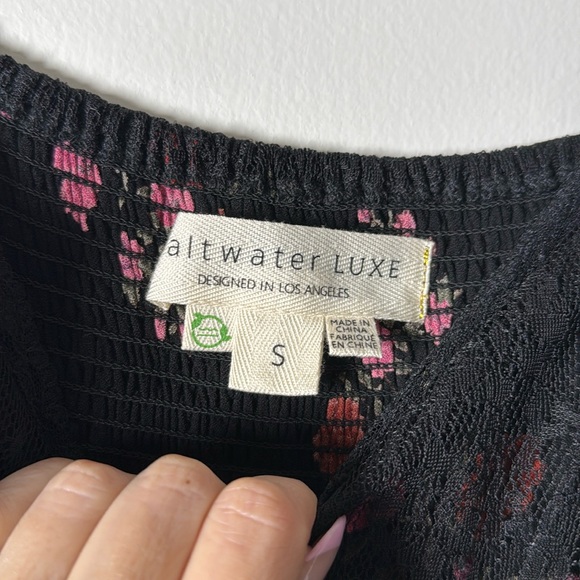 altwater LUXE
DESIGNED IN LOS ANGELES
S
MADE IN
CHINA
FABRIQUÉ
EN CHINE